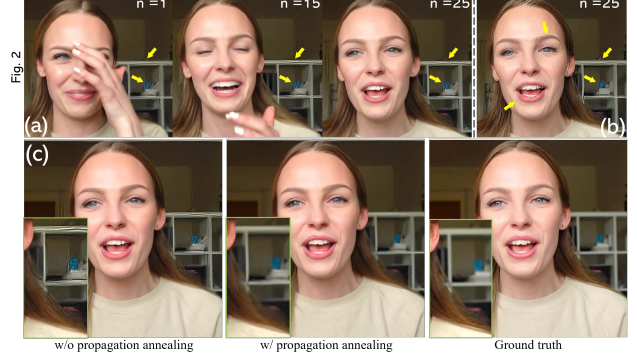 Fig. 2
n =1
n =15
n =25
n =25
(a)
(b)
(c)
w/o propagation annealing
w/ propagation annealing
Ground truth